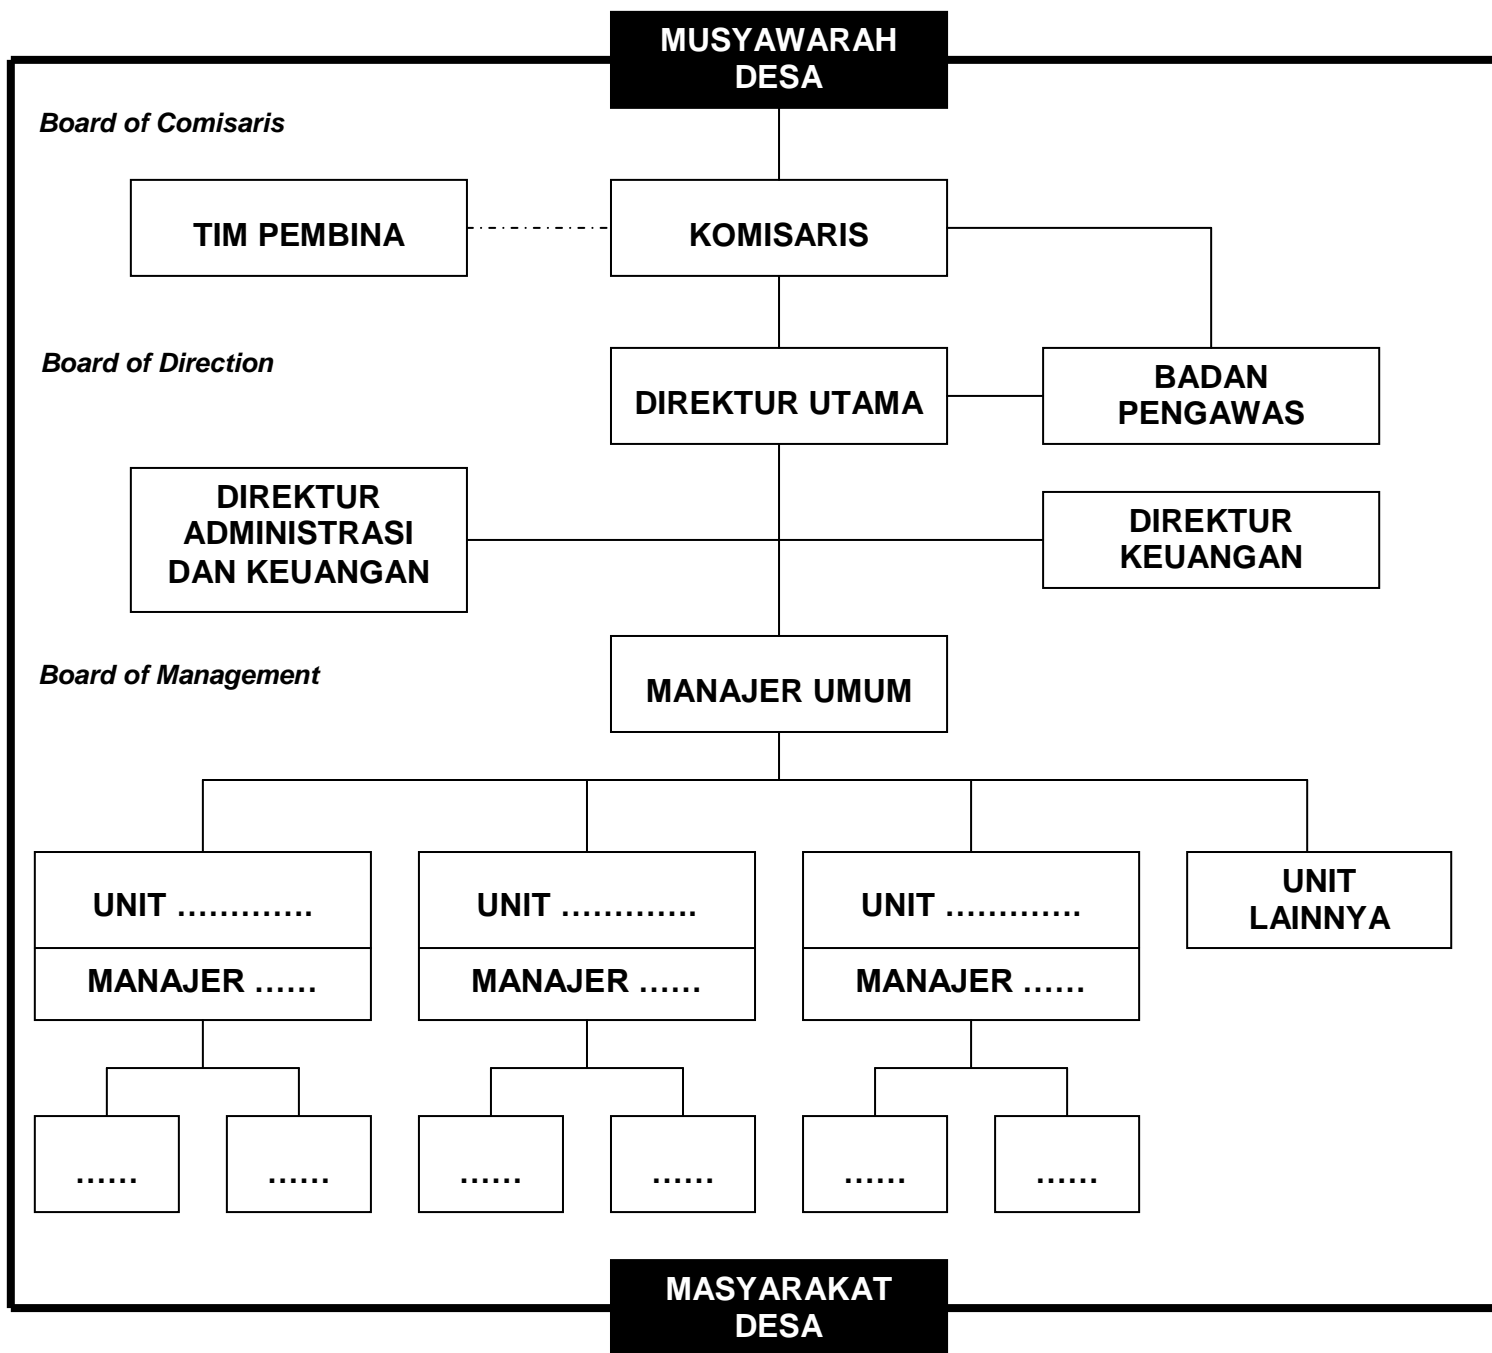 MUSYAWARAH
DESA
Board of Comisaris
TIM PEMBINA
KOMISARIS
Board of Direction
DIREKTUR UTAMA
BADAN
PENGAWAS
DIREKTUR
ADMINISTRASI
DAN KEUANGAN
DIREKTUR
KEUANGAN
Board of Management
MANAJER UMUM
UNIT .............
MANAJER ......
UNIT .............
MANAJER ......
UNIT .............
MANAJER ......
UNIT
LAINNYA
......
......
......
......
......
......
MASYARAKAT
DESA